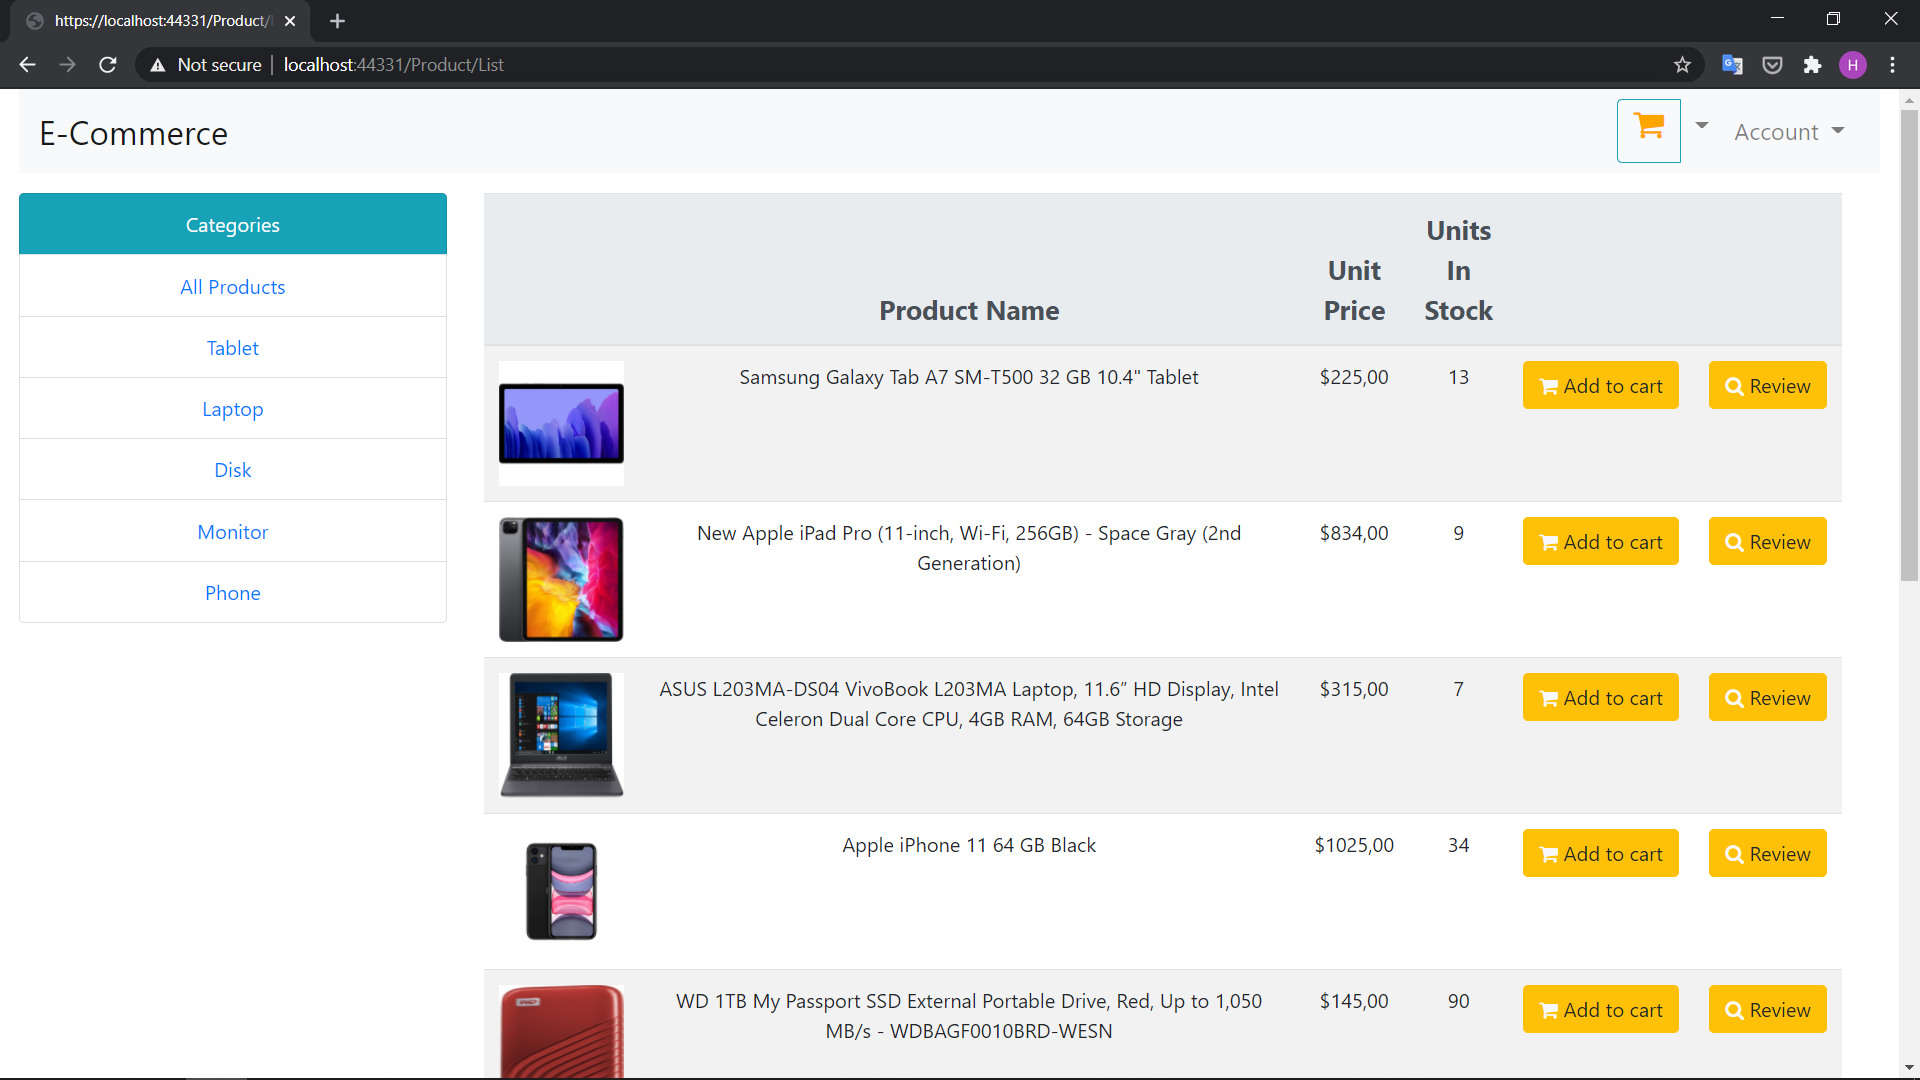 https://localhost:44331/Product/
Not secure
localhost:44331/Product/List
H
E-Commerce
Account
Categories
All Products
Tablet
Laptop
Disk
Monitor
Phone
Product Name
Unit
Price
Units
In
Stock
Samsung Galaxy Tab A7 SM-T500 32 GB 10.4" Tablet
$225,00
13
Add to cart
Review
New Apple iPad Pro (11-inch, Wi-Fi, 256GB) - Space Gray (2nd
Generation)
$834,00
9
Add to cart
Review
ASUS L203MA-DS04 VivoBook L203MA Laptop, 11.6” HD Display, Intel
Celeron Dual Core CPU, 4GB RAM, 64GB Storage
$315,00
7
Add to cart
Review
Apple iPhone 11 64 GB Black
$1025,00
34
Add to cart
Review
WD 1TB My Passport SSD External Portable Drive, Red, Up to 1,050
MB/s - WDBAGF0010BRD-WESN
$145,00
90
Add to cart
Review